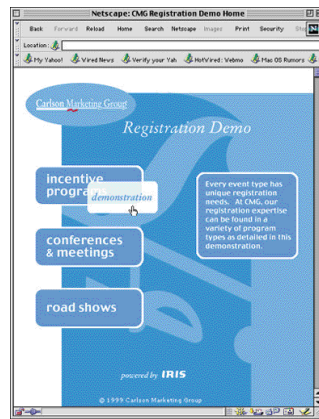 Netscape: CMG Registration Demo Home
Back Forward Reload Home Search Netscape Images Print Security
Location:
My Yahoo! Wired News Verify your Yah HotWired: Webmo Mac OS Rumors
Carlson Marketing Group
Registration Demo
incentive
programs
demonstration
Every event type has
unique registration
needs. At CMG, our
registration expertise
can be found in a
variety of program
types as detailed in this
demonstration.
conferences
& meetings
road shows
powered by IRIS
© 1999 Carlson Marketing Group